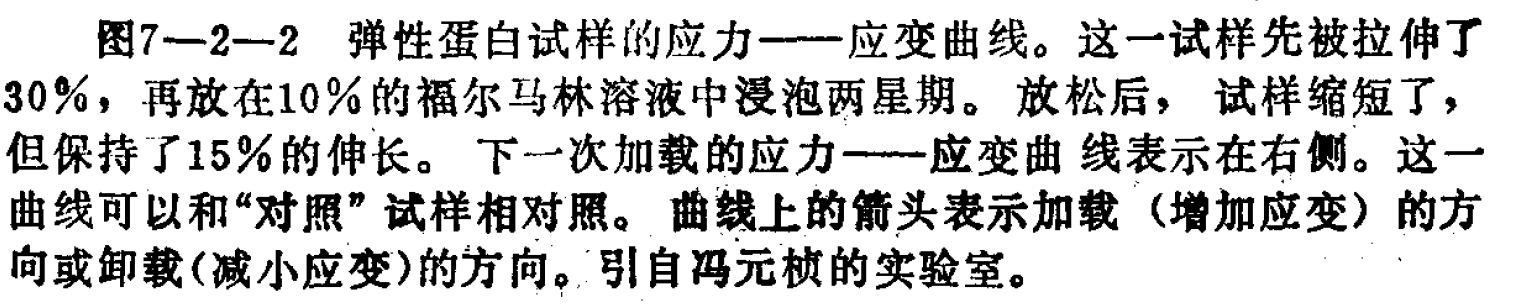 图7—2—2 弹性蛋白试样的应力——应变曲线。这一试样先被拉伸了
30%，再放在10%的福尔马林溶液中浸泡两星期。放松后，试样缩短了，
但保持了15%的伸长。下一次加载的应力——应变曲线表示在右侧。这一
曲线可以和“对照”试样相对照。曲线上的箭头表示加载（增加应变）的方
向或卸载(减小应变)的方向。引自冯元桢的实验室。